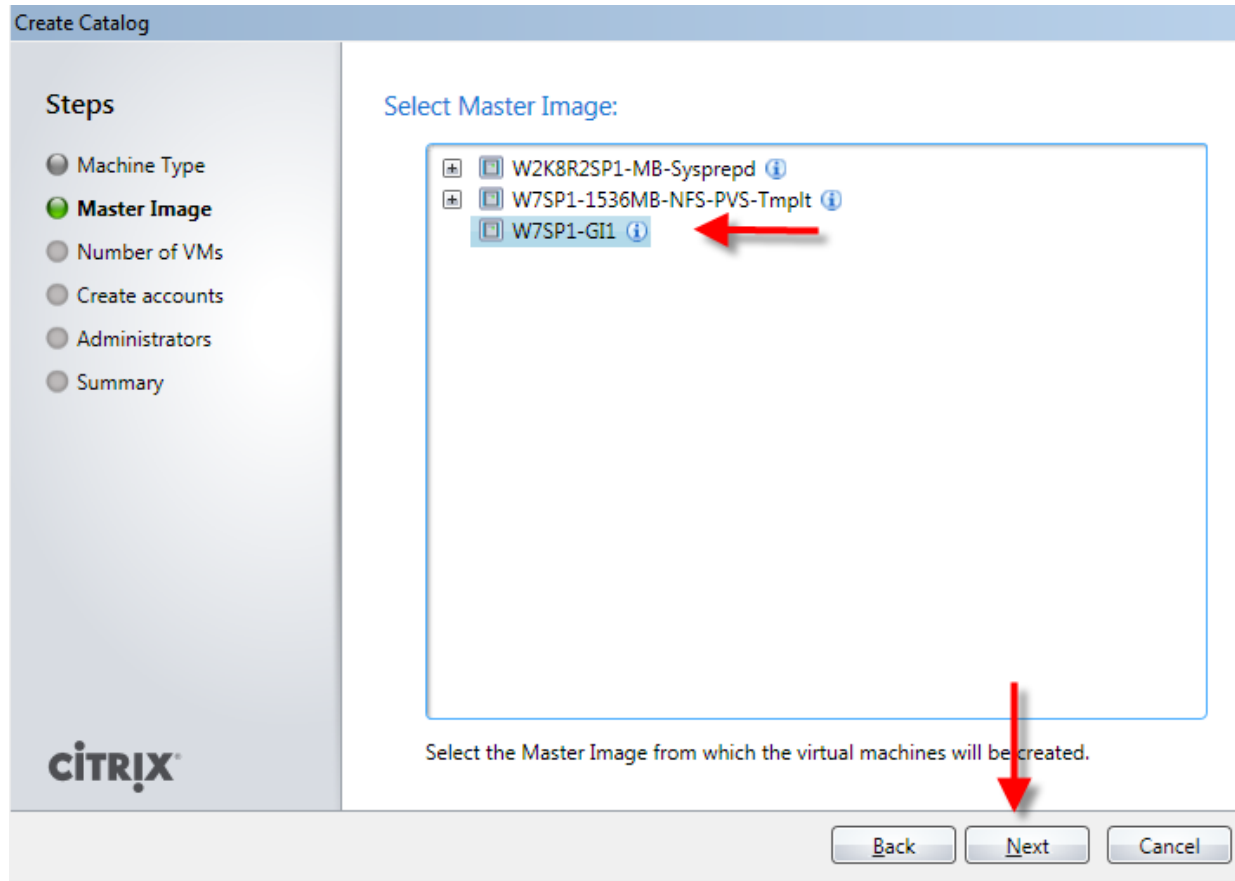 Create Catalog
Steps
Machine Type
Master Image
Number of VMs
Create accounts
Administrators
Summary
CITRIX
Select Master Image:
W2K8R2SP1-MB-Sysprepd
W7SP1-1536MB-NFS-PVS-Tmplt
W7SP1-GI1
Select the Master Image from which the virtual machines will be created.
Back Next Cancel